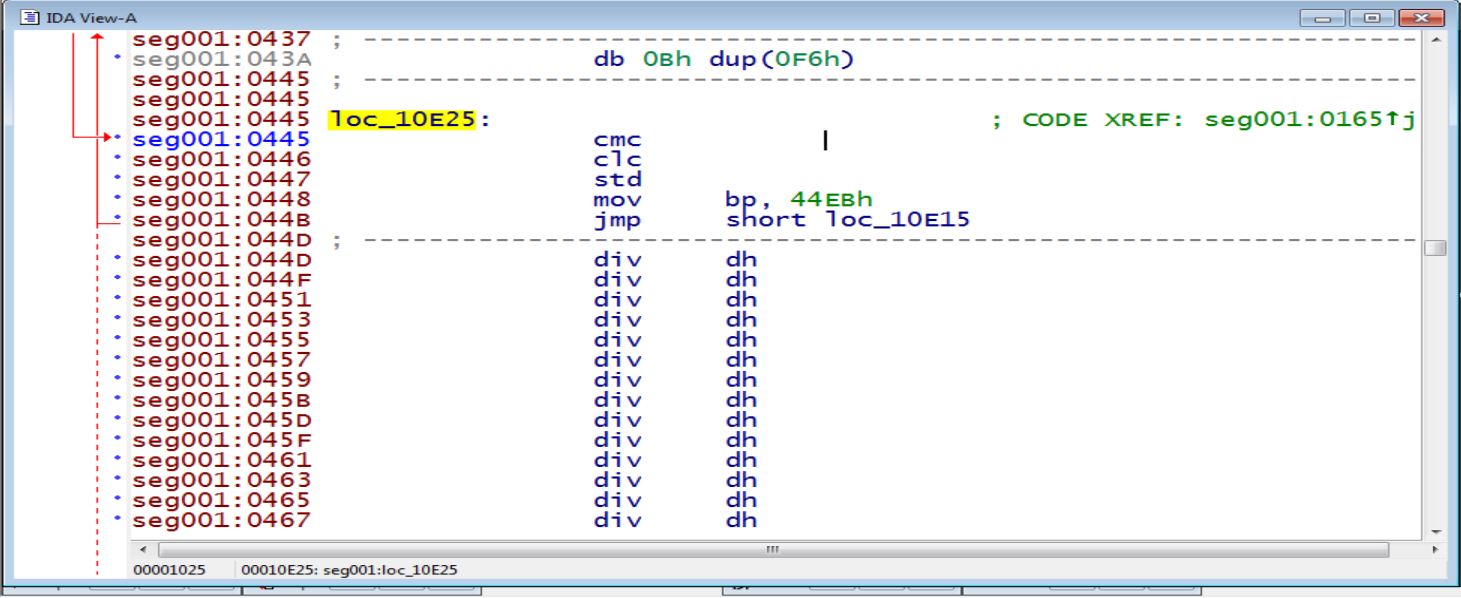 IDA View-A
seg001:0437 ; ----------------------------------------------------------------
seg001:043A db 0Bh dup(0F6h)
seg001:0445 ; ----------------------------------------------------------------
seg001:0445
seg001:0445 loc_10E25: ; CODE XREF: seg001:0165↑j
seg001:0445 cmc
seg001:0446 clc
seg001:0447 std
seg001:0448 mov bp, 44EBh
seg001:044B jmp short loc_10E15
seg001:044D ; ----------------------------------------------------------------
seg001:044D div dh
seg001:044F div dh
seg001:0451 div dh
seg001:0453 div dh
seg001:0455 div dh
seg001:0457 div dh
seg001:0459 div dh
seg001:045B div dh
seg001:045D div dh
seg001:045F div dh
seg001:0461 div dh
seg001:0463 div dh
seg001:0465 div dh
seg001:0467 div dh
00001025 00010E25: seg001:loc_10E25